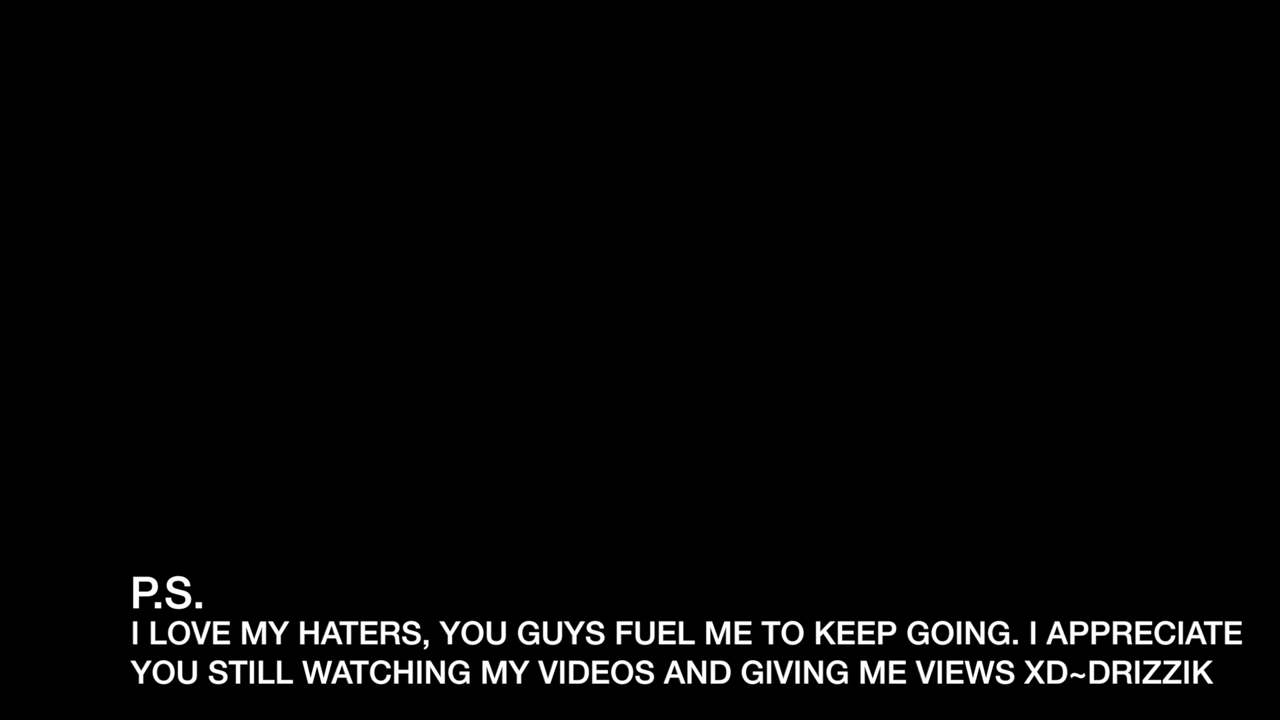 P.S.
I LOVE MY HATERS, YOU GUYS FUEL ME TO KEEP GOING. I APPRECIATE
YOU STILL WATCHING MY VIDEOS AND GIVING ME VIEWS XD~DRIZZIK